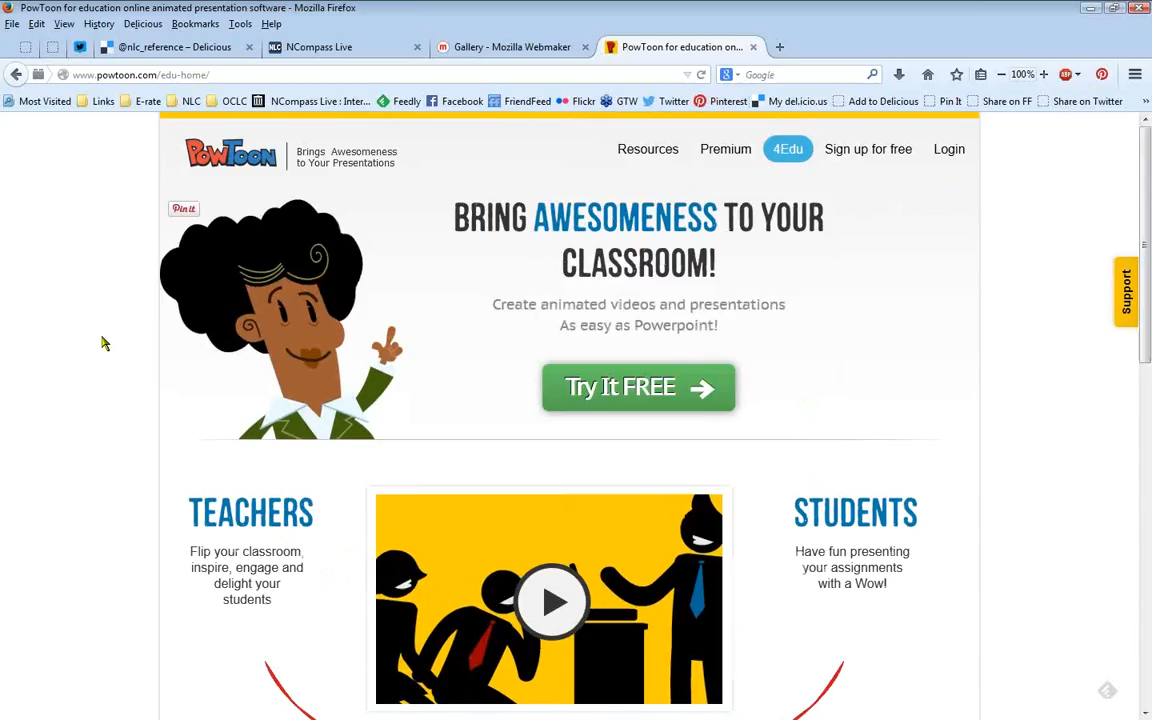 PowToon for education online animated presentation software - Mozilla Firefox
File Edit View History Delicious Bookmarks Tools Help
@nlc_reference – Delicious × NCompass Live × Gallery - Mozilla Webmaker × PowToon for education on... × +
www.powtoon.com/edu-home/ Google 100%
Most Visited Links E-rate NLC OCLC NCompass Live : Inter... Feedly Facebook FriendFeed Flickr GTW Twitter Pinterest My del.icio.us Add to Delicious Pin It Share on FF Share on Twitter »
POWTOON Brings Awesomeness
to Your Presentations
Resources Premium 4Edu Sign up for free Login
Pin it
BRING AWESOMENESS TO YOUR
CLASSROOM!
Create animated videos and presentations
As easy as Powerpoint!
Try It FREE
Support
TEACHERS
Flip your classroom,
inspire, engage and
delight your
students
STUDENTS
Have fun presenting
your assignments
with a Wow!